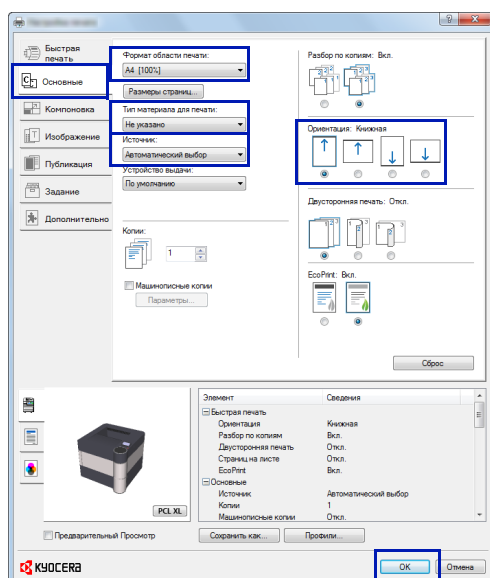 Быстрая
печать
Основные
Компоновка
Изображение
Публикация
Задание
Дополнительно
Формат области печати:
A4 [100%]
Размеры страниц...
Тип материала для печати:
Не указано
Источник:
Автоматический выбор
Устройство выдачи:
По умолчанию
Копии:
1
Машинописные копии
Параметры...
Разбор по копиям: Вкл.
Ориентация: Книжная
Двусторонняя печать: Откл.
EcoPrint: Вкл.
Сброс
PCL XL
Предварительный Просмотр
Элемент Сведения
Быстрая печать
Ориентация Книжная
Разбор по копиям Вкл.
Двусторонняя печать Откл.
Страниц на листе Откл.
EcoPrint Вкл.
Основные
Источник Автоматический выбор
Копии 1
Машинописные копии Откл.
Сохранить как... Профили...
KYOCERA
OK Отмена